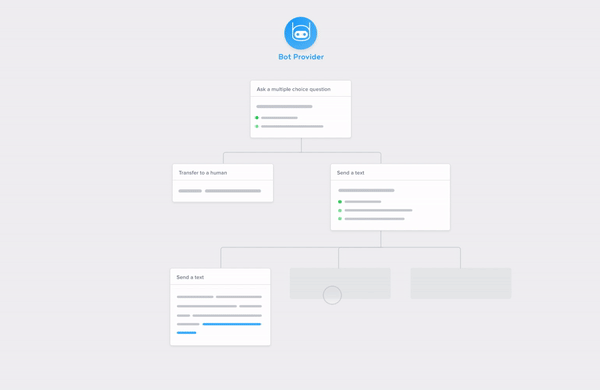 Bot Provider
Ask a multiple choice question
Transfer to a human
Send a text
Send a text